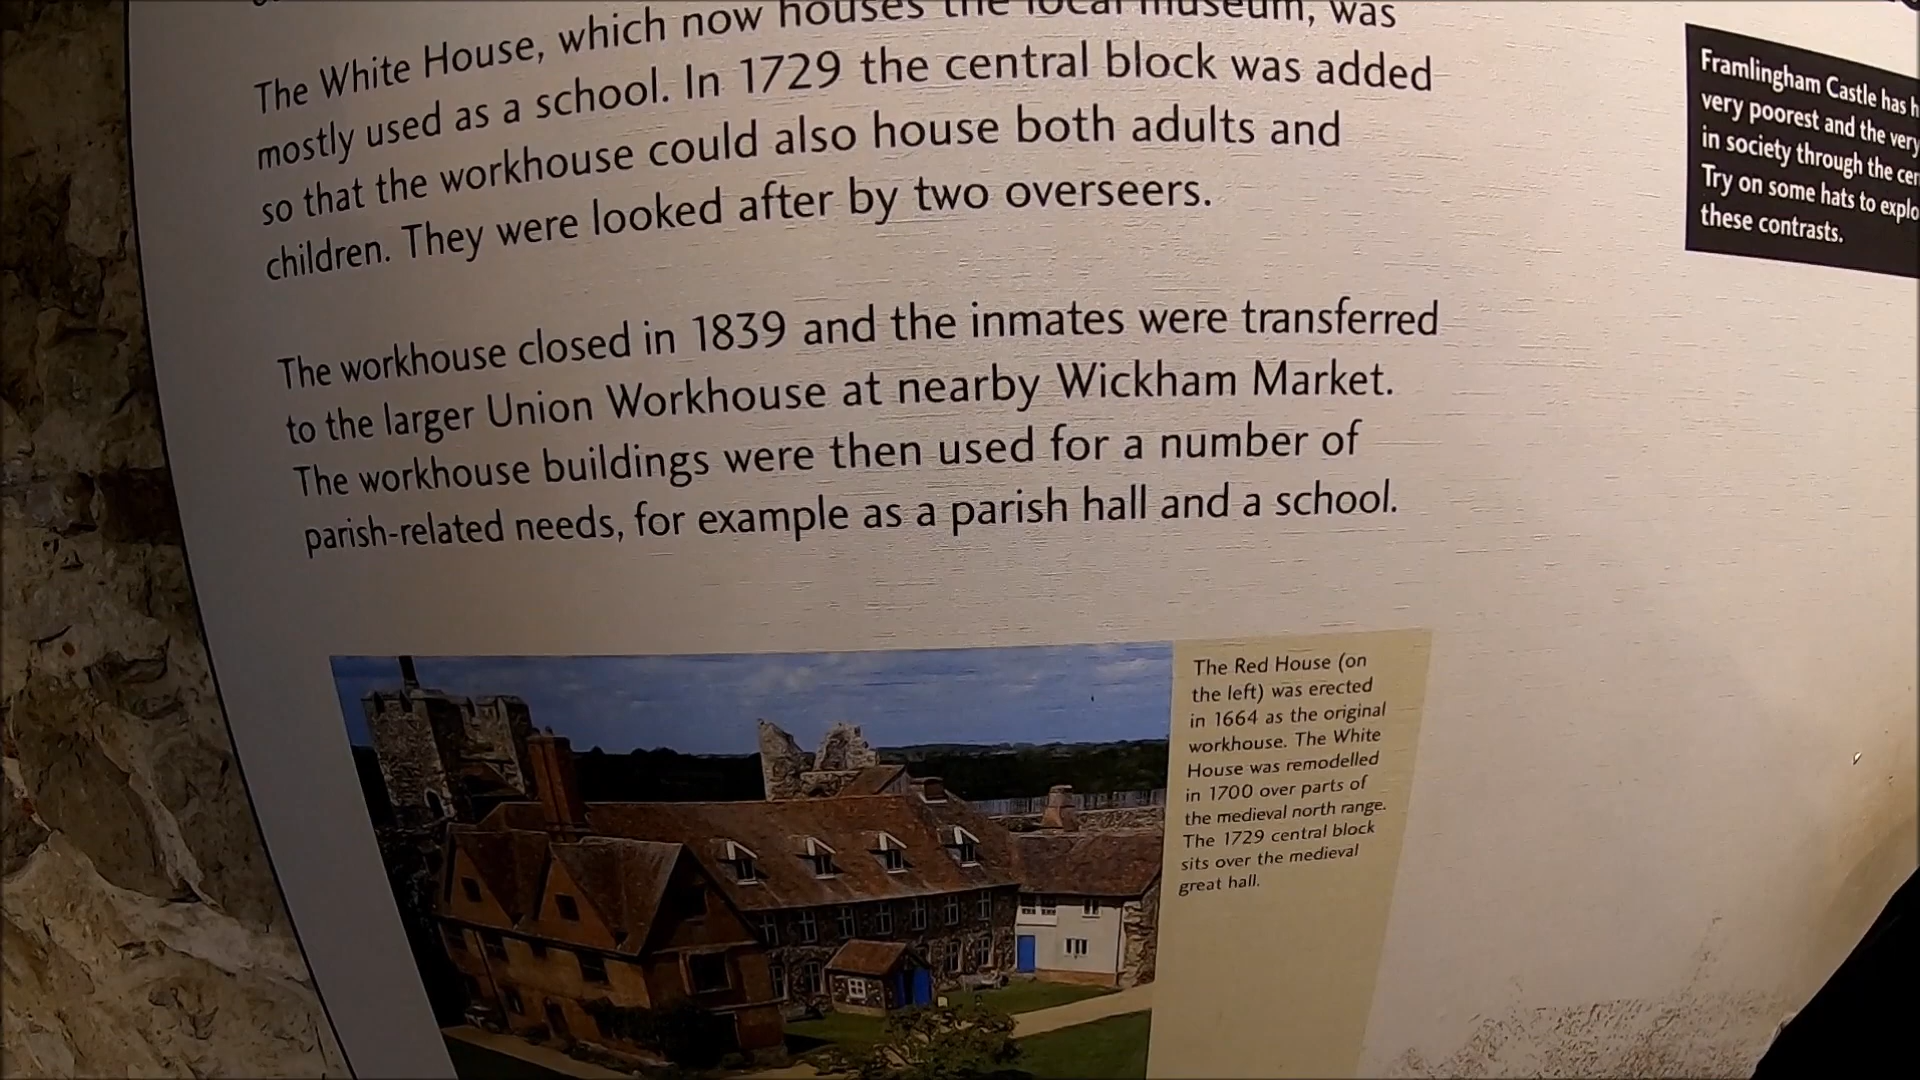 The White House, which now houses the local museum, was
mostly used as a school. In 1729 the central block was added
so that the workhouse could also house both adults and
children. They were looked after by two overseers.
The workhouse closed in 1839 and the inmates were transferred
to the larger Union Workhouse at nearby Wickham Market.
The workhouse buildings were then used for a number of
parish-related needs, for example as a parish hall and a school.
The Red House (on
the left) was erected
in 1664 as the original
workhouse. The White
House was remodelled
in 1700 over parts of
the medieval north range.
The 1729 central block
sits over the medieval
great hall.
Framlingham Castle has
very poorest and the very
in society through the
Try on some hats to
these contrasts.